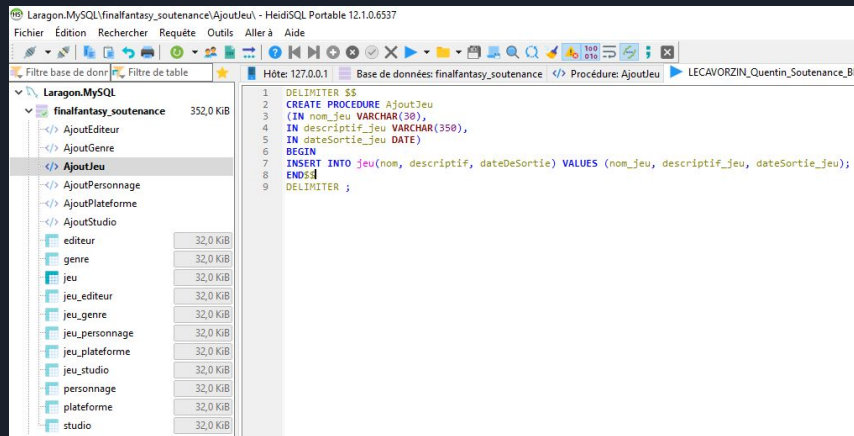 Laragon.MySQL\finalfantasy_soutenance\AjoutJeu\ - HeidiSQL Portable 12.1.0.6537
Fichier Édition Rechercher Requête Outils Aller à Aide
Filtre base de donr Filtre de table Hôte: 127.0.0.1 Base de données: finalfantasy_soutenance Procédure: AjoutJeu LECAVORZIN_Quentin_Soutenance_B
Laragon.MySQL
finalfantasy_soutenance 352,0 KiB
AjoutEditeur
AjoutGenre
AjoutJeu
AjoutPersonnage
AjoutPlateforme
AjoutStudio
editeur 32,0 KiB
genre 32,0 KiB
jeu 32,0 KiB
jeu_editeur 32,0 KiB
jeu_genre 32,0 KiB
jeu_personnage 32,0 KiB
jeu_plateforme 32,0 KiB
jeu_studio 32,0 KiB
personnage 32,0 KiB
plateforme 32,0 KiB
studio 32,0 KiB
1 DELIMITER $$
2 CREATE PROCEDURE AjoutJeu
3 (IN nom_jeu VARCHAR(30),
4 IN descriptif_jeu VARCHAR(350),
5 IN dateSortie_jeu DATE)
6 BEGIN
7 INSERT INTO jeu(nom, descriptif, dateDeSortie) VALUES (nom_jeu, descriptif_jeu, dateSortie_jeu);
8 END$$
9 DELIMITER ;